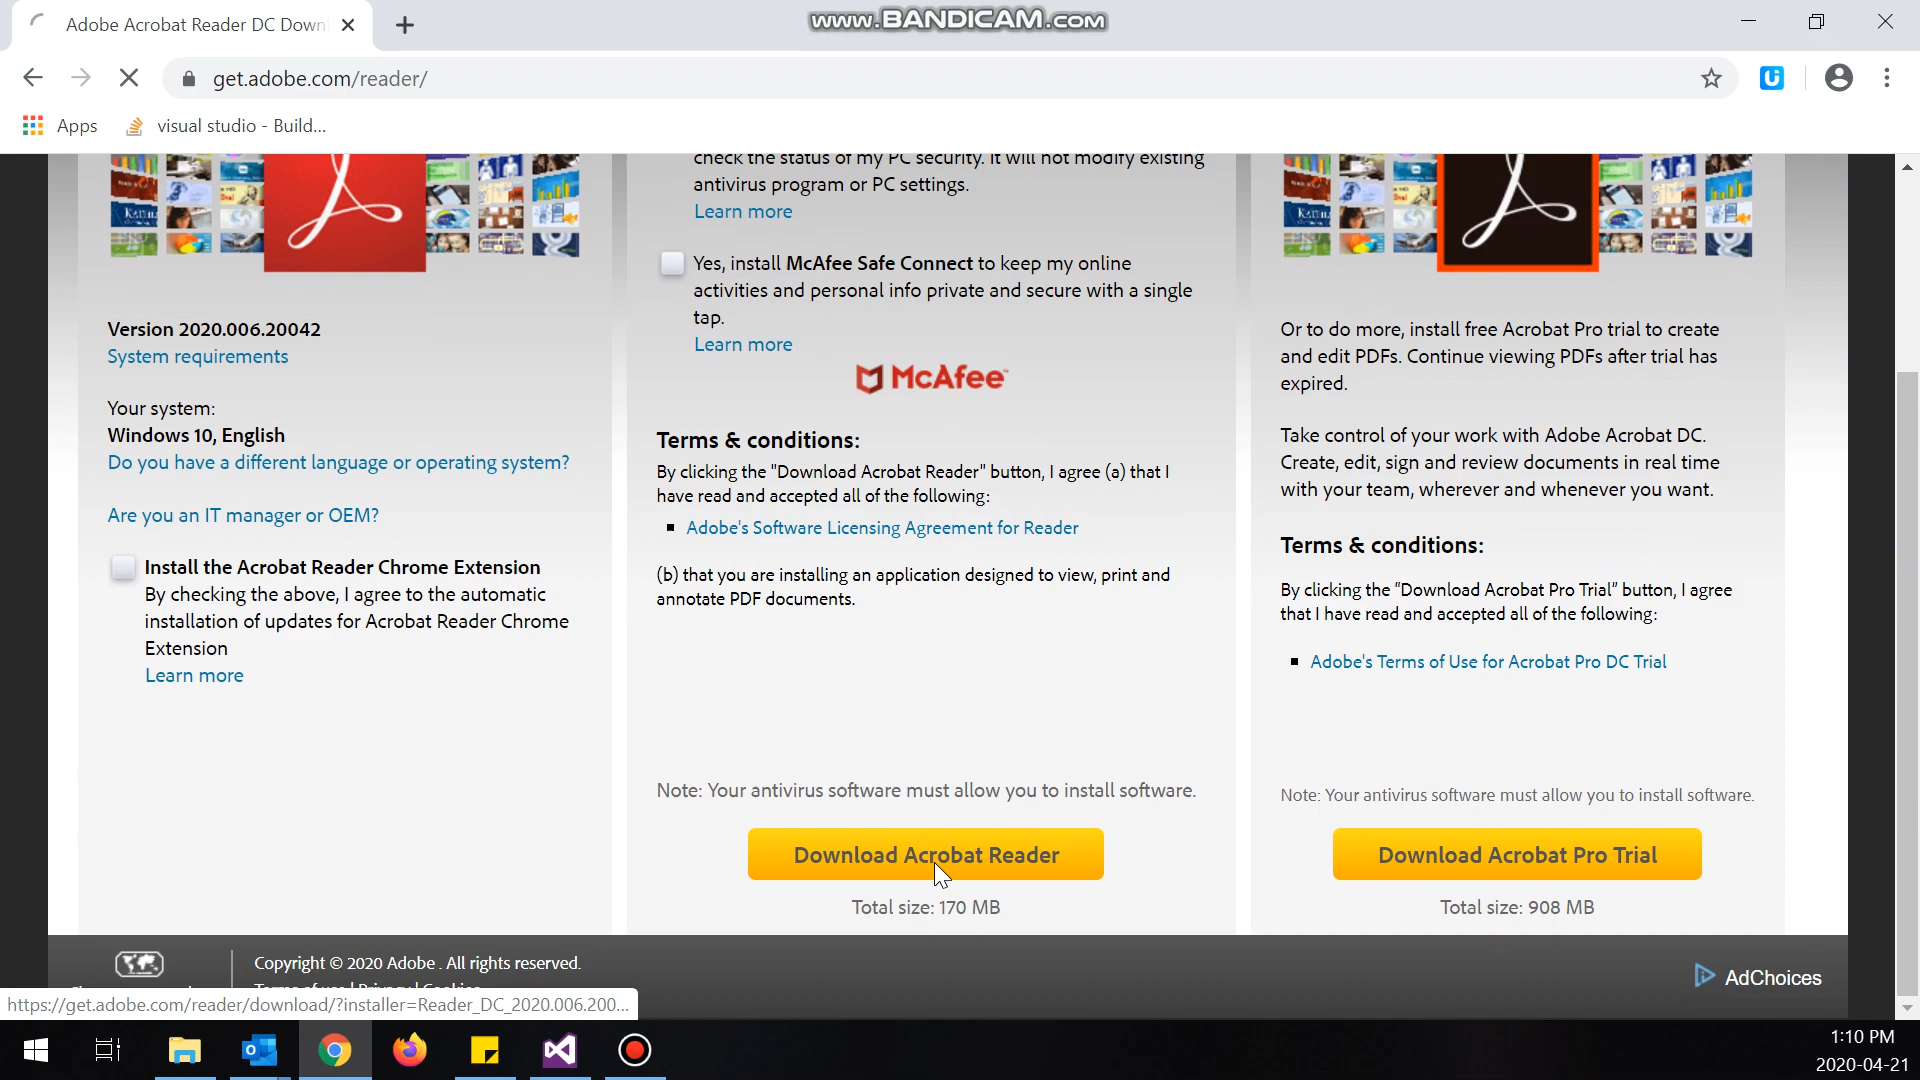 Adobe Acrobat Reader DC Down
www.BANDICAM.com
get.adobe.com/reader/
Apps
visual studio - Build...
Version 2020.006.20042
System requirements
Your system:
Windows 10, English
Do you have a different language or operating system?
Are you an IT manager or OEM?
Install the Acrobat Reader Chrome Extension
By checking the above, I agree to the automatic
installation of updates for Acrobat Reader Chrome
Extension
Learn more
check the status of my PC security. It will not modify existing
antivirus program or PC settings.
Learn more
Yes, install McAfee Safe Connect to keep my online
activities and personal info private and secure with a single
tap.
Learn more
McAfee
Terms & conditions:
By clicking the "Download Acrobat Reader" button, I agree (a) that I
have read and accepted all of the following:
Adobe's Software Licensing Agreement for Reader
(b) that you are installing an application designed to view, print and
annotate PDF documents.
Note: Your antivirus software must allow you to install software.
Download Acrobat Reader
Total size: 170 MB
Or to do more, install free Acrobat Pro trial to create
and edit PDFs. Continue viewing PDFs after trial has
expired.
Take control of your work with Adobe Acrobat DC.
Create, edit, sign and review documents in real time
with your team, wherever and whenever you want.
Terms & conditions:
By clicking the “Download Acrobat Pro Trial” button, I agree
that I have read and accepted all of the following:
Adobe's Terms of Use for Acrobat Pro DC Trial
Note: Your antivirus software must allow you to install software.
Download Acrobat Pro Trial
Total size: 908 MB
Copyright © 2020 Adobe . All rights reserved.
Terms of use | Privacy | Cookies
AdChoices
https://get.adobe.com/reader/download/?installer=Reader_DC_2020.006.200...
1:10 PM
2020-04-21